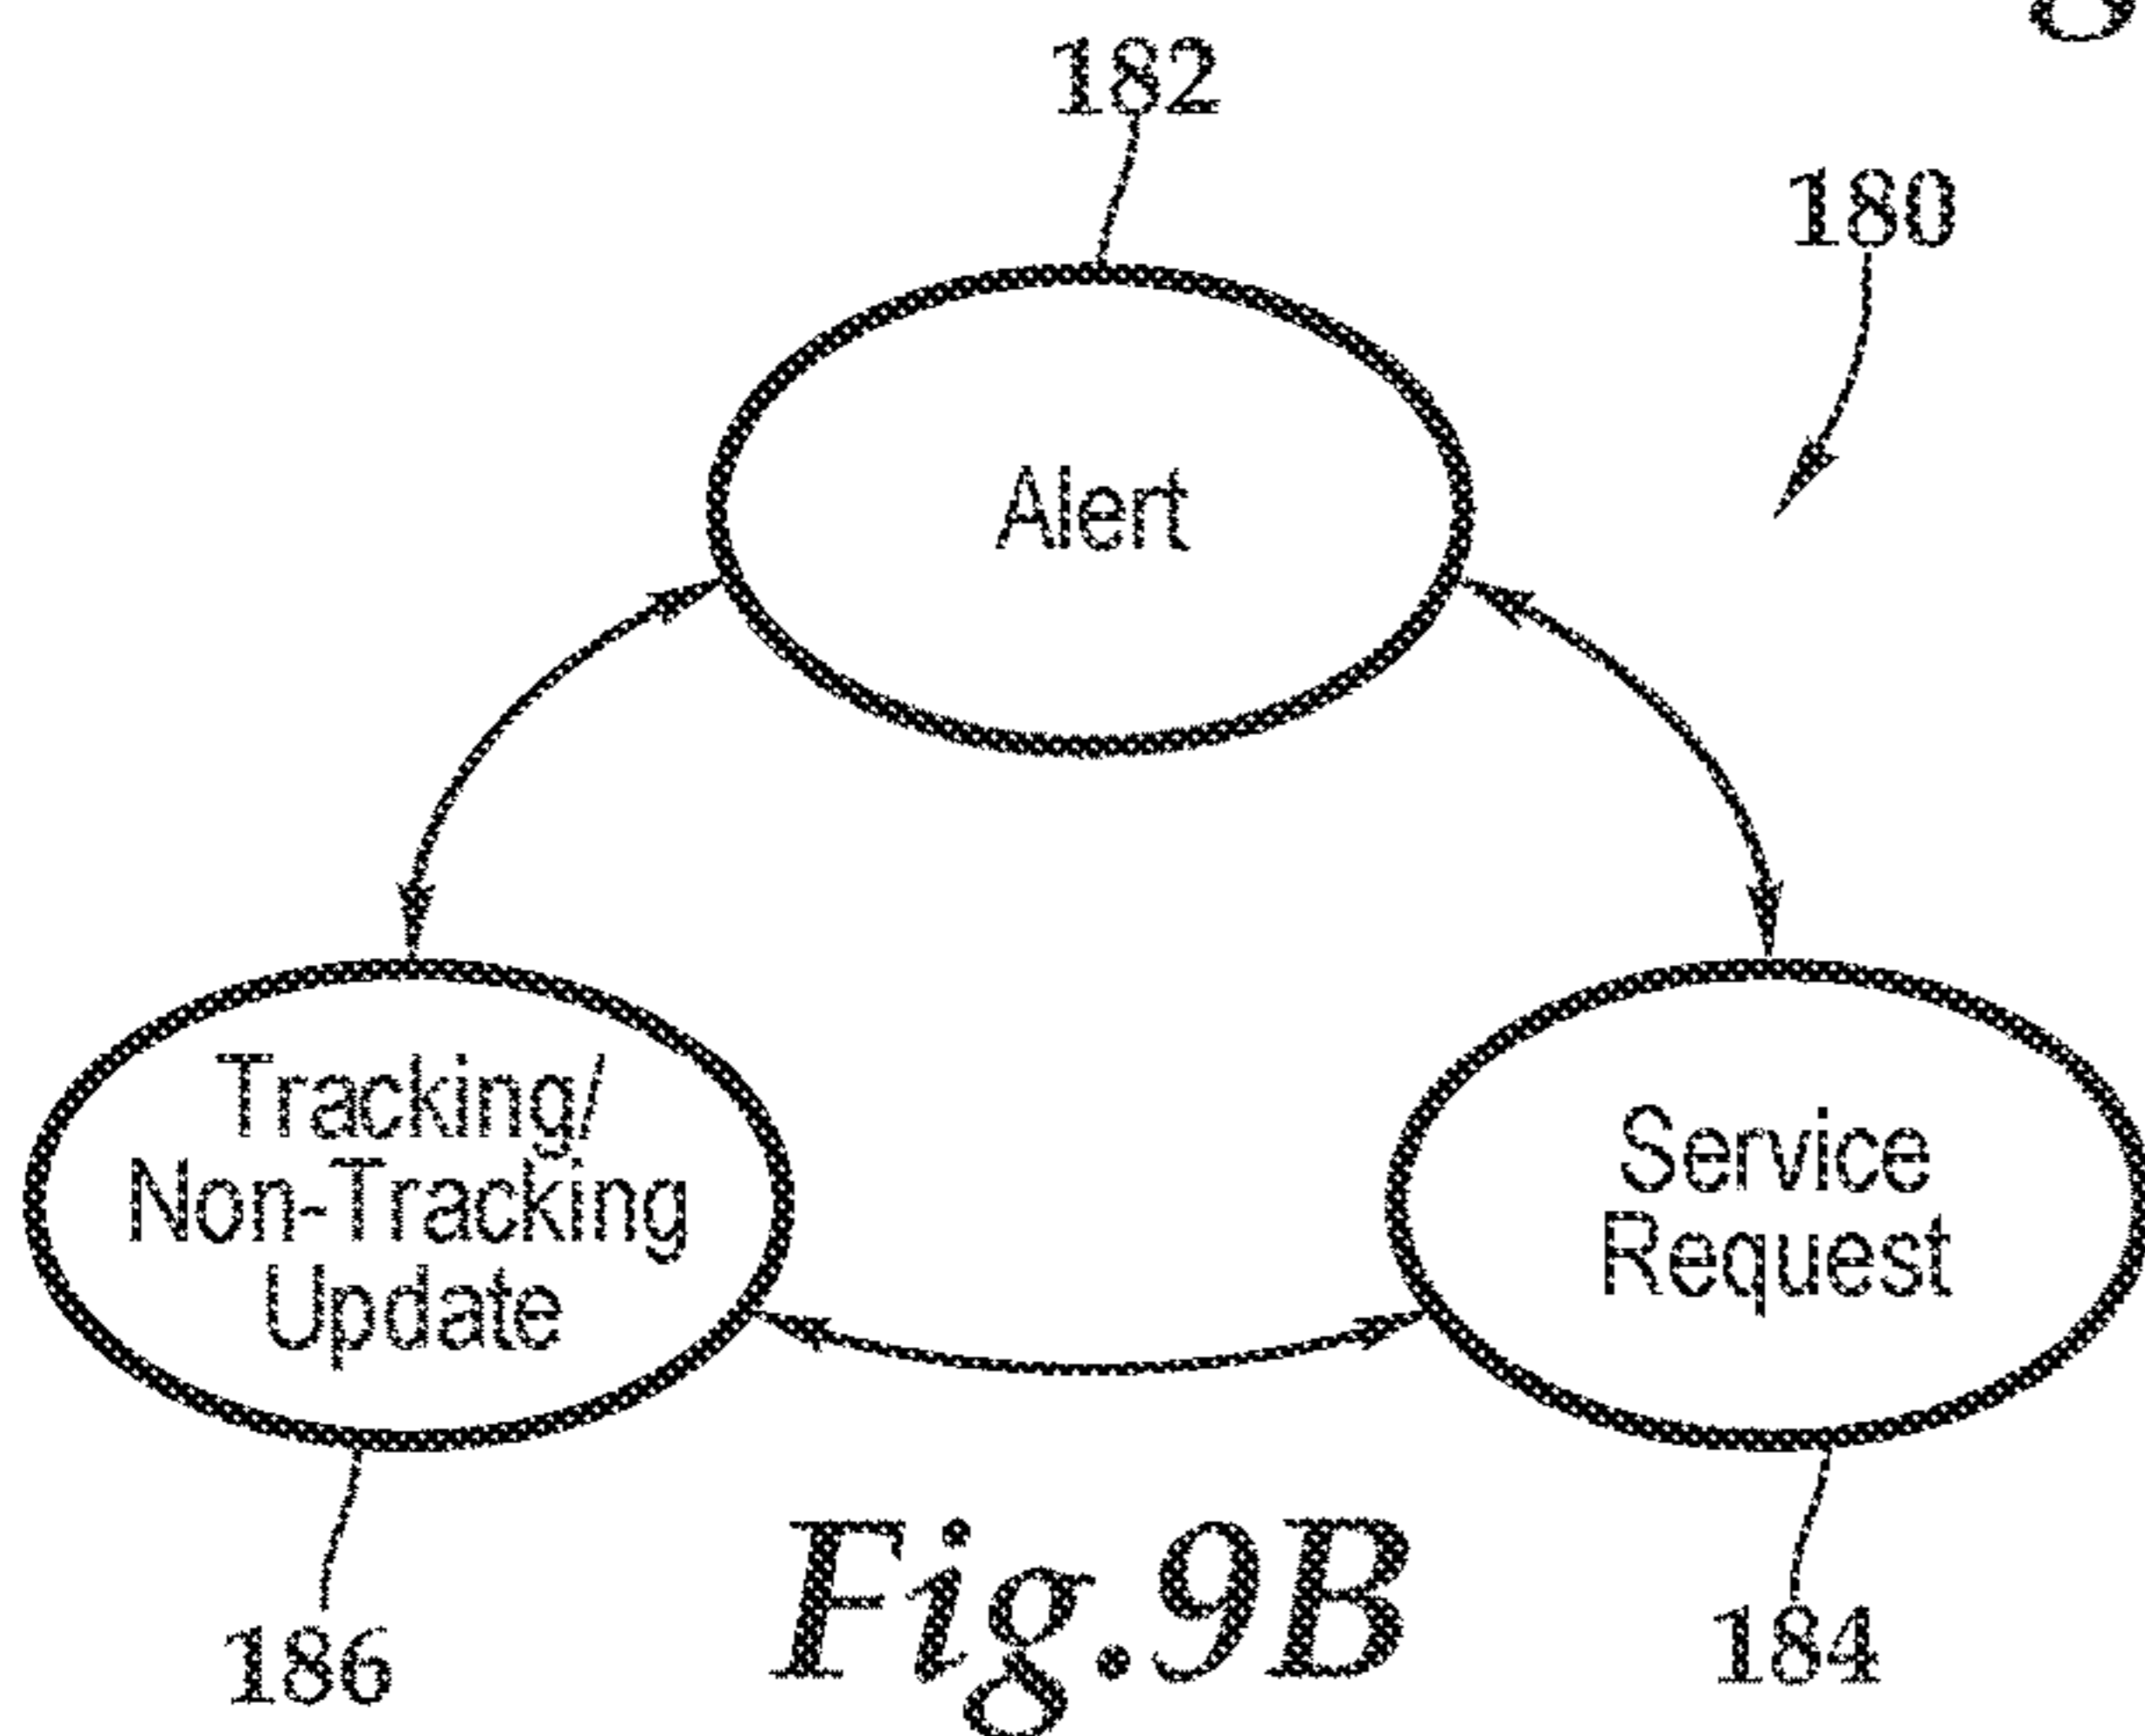 182
180
Alert
Tracking/
Non-Tracking
Update
Service
Request
186
Fig.9B
184